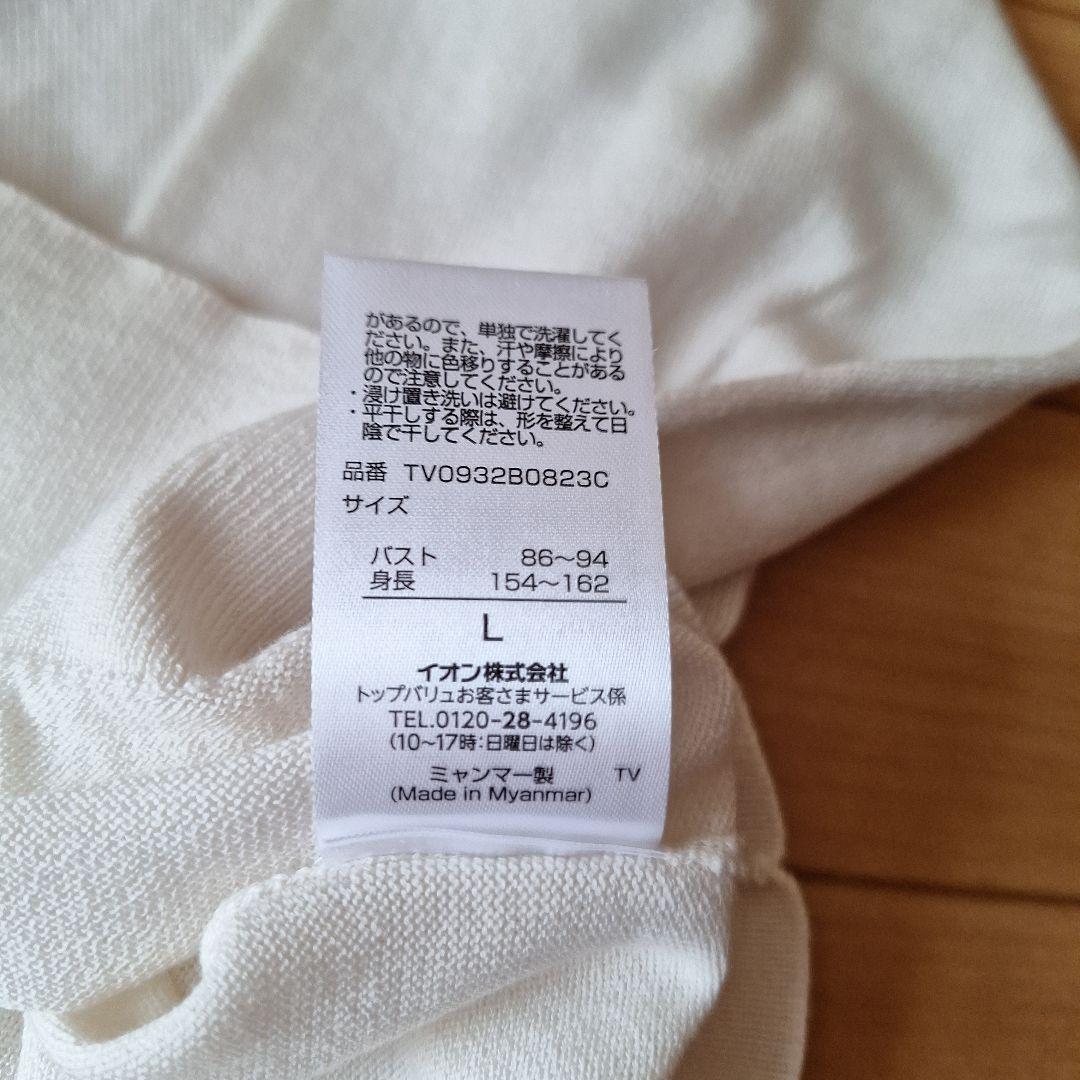 があるので、単独で洗濯してく
ださい。また、汗や摩擦により
他の物に色移りすることがある
ので注意してください。
・浸け置き洗いは避けてください。
・平干しする際は、形を整えて日
陰で干してください。
品番 TV0932B0823C
サイズ
バスト 86～94
身長 154～162
L
イオン株式会社
トップバリュお客さまサービス係
TEL.0120-28-4196
(10～17時:日曜日は除く)
ミャンマー製 TV
(Made in Myanmar)